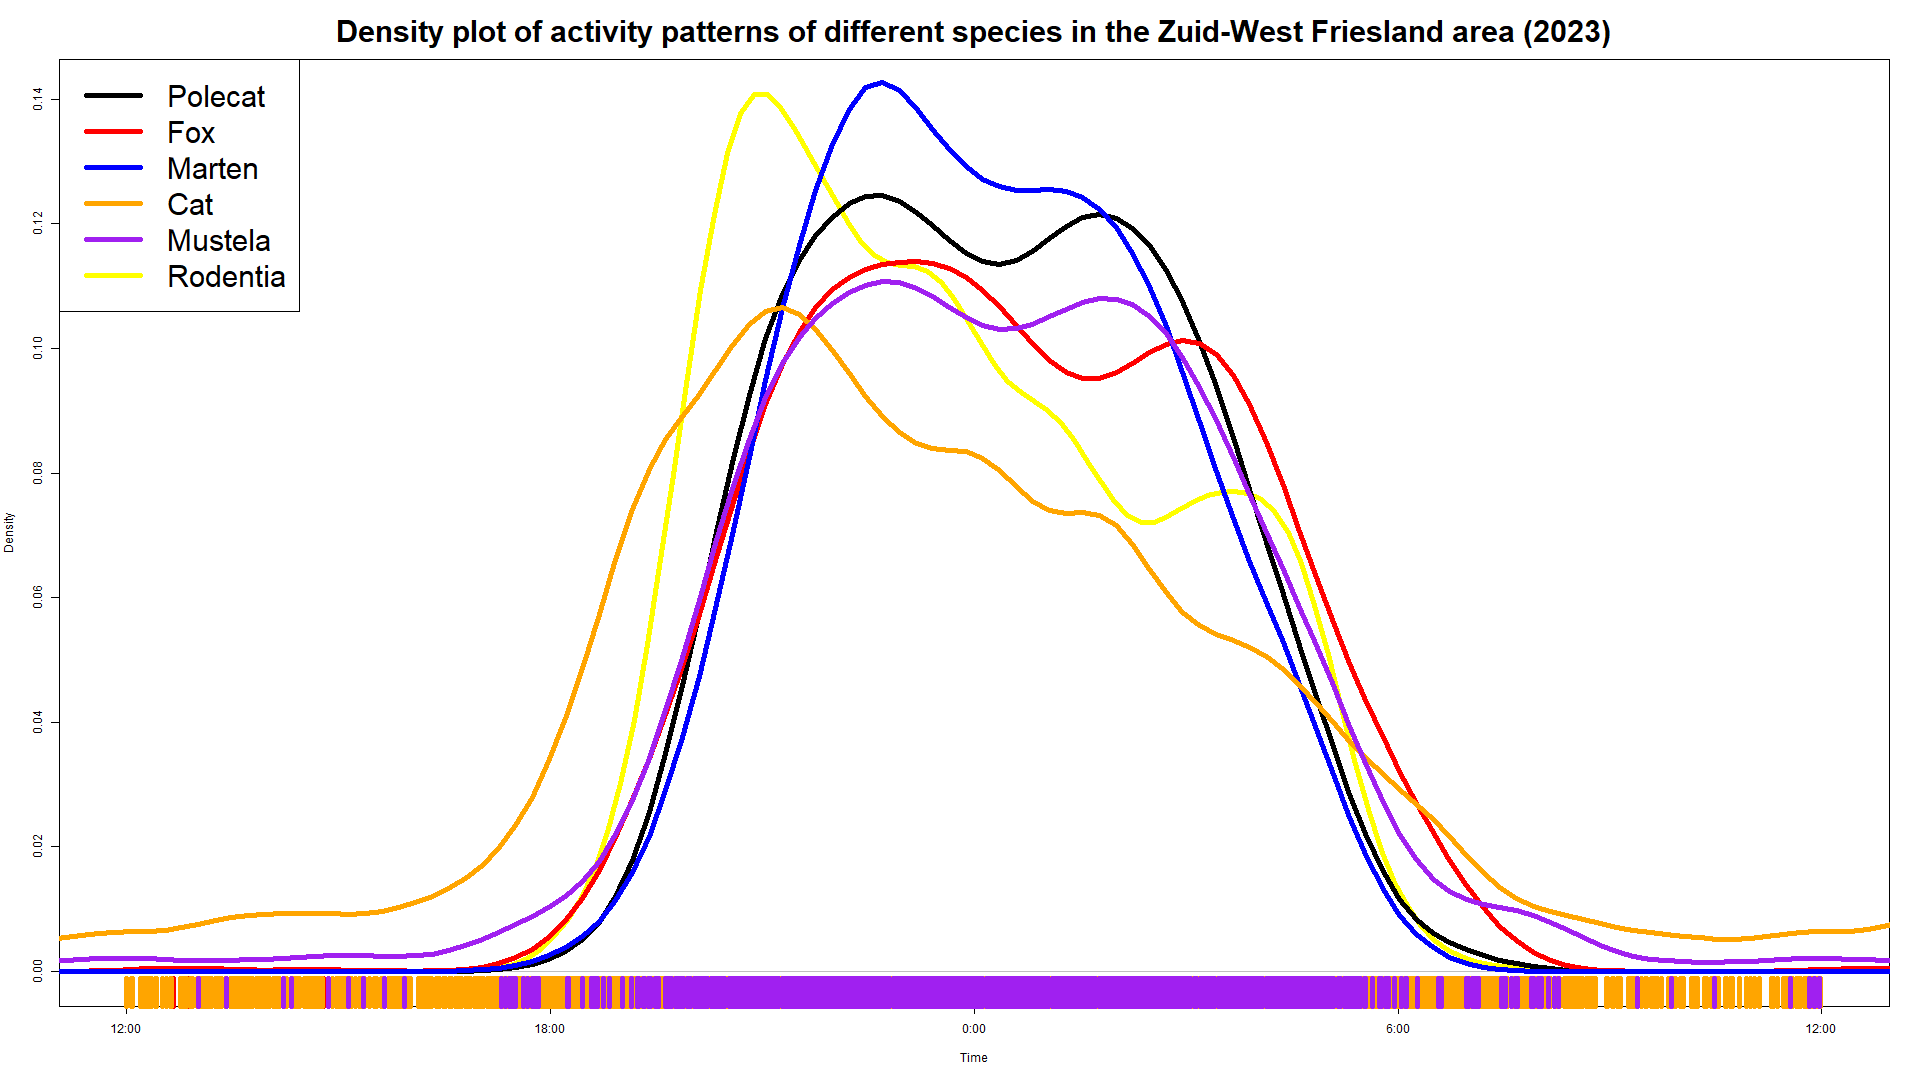 Density plot of activity patterns of different species in the Zuid-West Friesland area (2023)
Polecat
Fox
Marten
Cat
Mustela
Rodentia
0.14
0.12
0.10
0.08
0.06
0.04
0.02
0.00
Density
12:00
18:00
0:00
6:00
12:00
Time